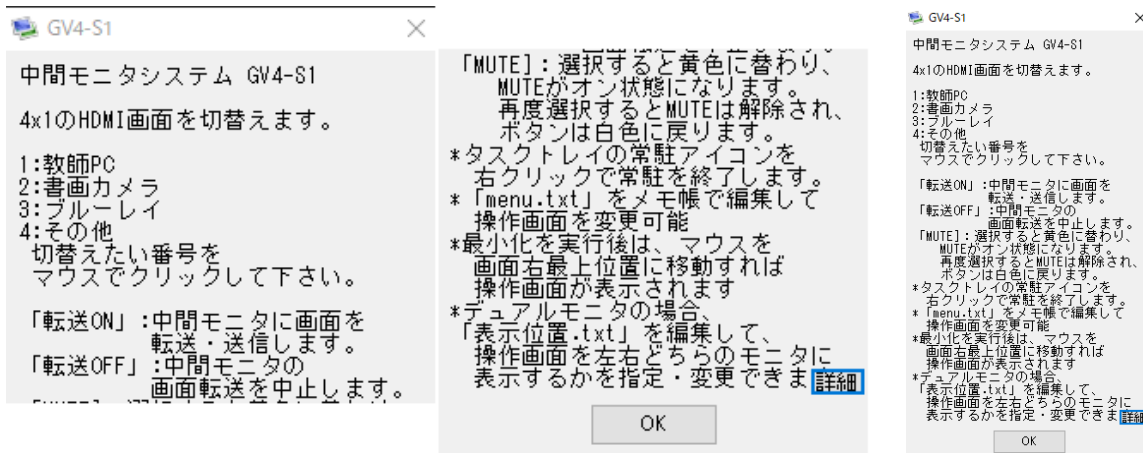 GV4-S1
中間モニタシステム GV4-S1
4x1のHDMI画面を切替えます。
1:教師PC
2:書画カメラ
3:ブルーレイ
4:その他
切替えたい番号を
マウスでクリックして下さい。
「転送ON」:中間モニタに画面を
転送・送信します。
「転送OFF」:中間モニタの
画面転送を中止します。
「MUTE]:選択すると黄色に替わり、
MUTEがオン状態になります。
再度選択するとMUTEは解除され、
ボタンは白色に戻ります。
*タスクトレイの常駐アイコンを
右クリックで常駐を終了します。
*「menu.txt」をメモ帳で編集して
操作画面を変更可能
*最小化を実行後は、マウスを
画面右最上位置に移動すれば
操作画面が表示されます
*デュアルモニタの場合、
「表示位置.txt」を編集して、
操作画面を左右どちらのモニタに
表示するかを指定・変更できま
詳細
OK
GV4-S1
中間モニタシステム GV4-S1
4x1のHDMI画面を切替えます。
1:教師PC
2:書画カメラ
3:ブルーレイ
4:その他
切替えたい番号を
マウスでクリックして下さい。
「転送ON」:中間モニタに画面を
転送・送信します。
「転送OFF」:中間モニタの
画面転送を中止します。
「MUTE]:選択すると黄色に替わり、
MUTEがオン状態になります。
再度選択するとMUTEは解除され、
ボタンは白色に戻ります。
*タスクトレイの常駐アイコンを
右クリックで常駐を終了します。
*「menu.txt」をメモ帳で編集して
操作画面を変更可能
*最小化を実行後は、マウスを
画面右最上位置に移動すれば
操作画面が表示されます
*デュアルモニタの場合、
「表示位置.txt」を編集して、
操作画面を左右どちらのモニタに
表示するかを指定・変更できま
OK